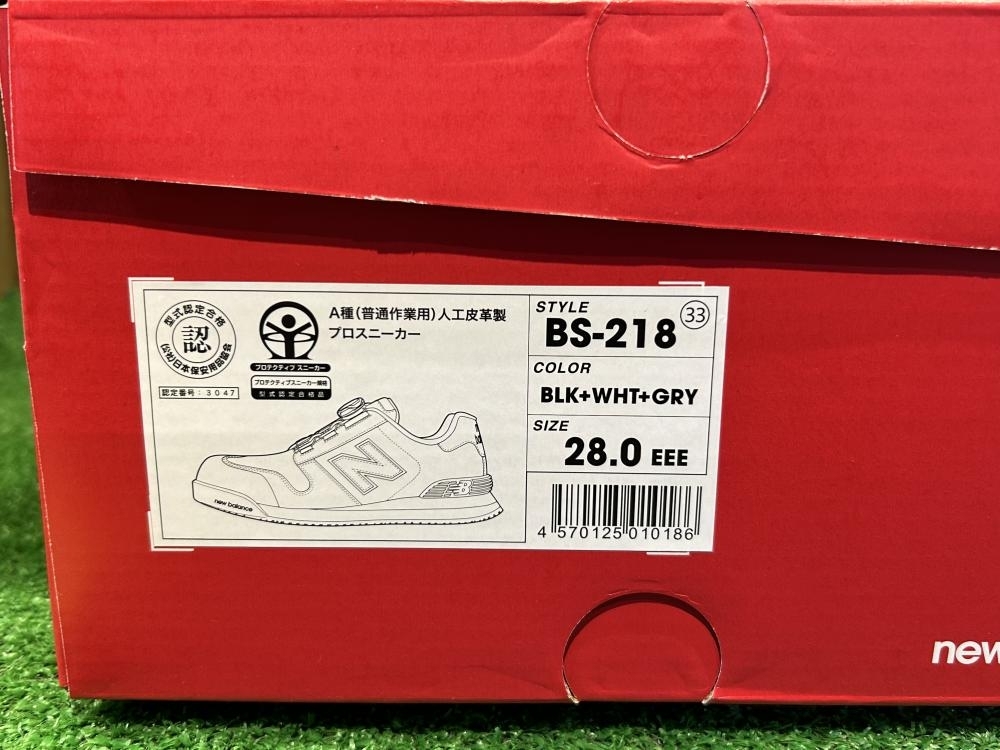 型式認定合格
認
(公社)日本保安用品協会
認定番号：3047
プロテクティブ スニーカー
プロテクティブスニーカー規格
型式認定合格品
A種(普通作業用)人工皮革製
プロスニーカー
new balance
N
NB
STYLE
BS-218 33
COLOR
BLK+WHT+GRY
SIZE
28.0 EEE
4 570125 010186
new